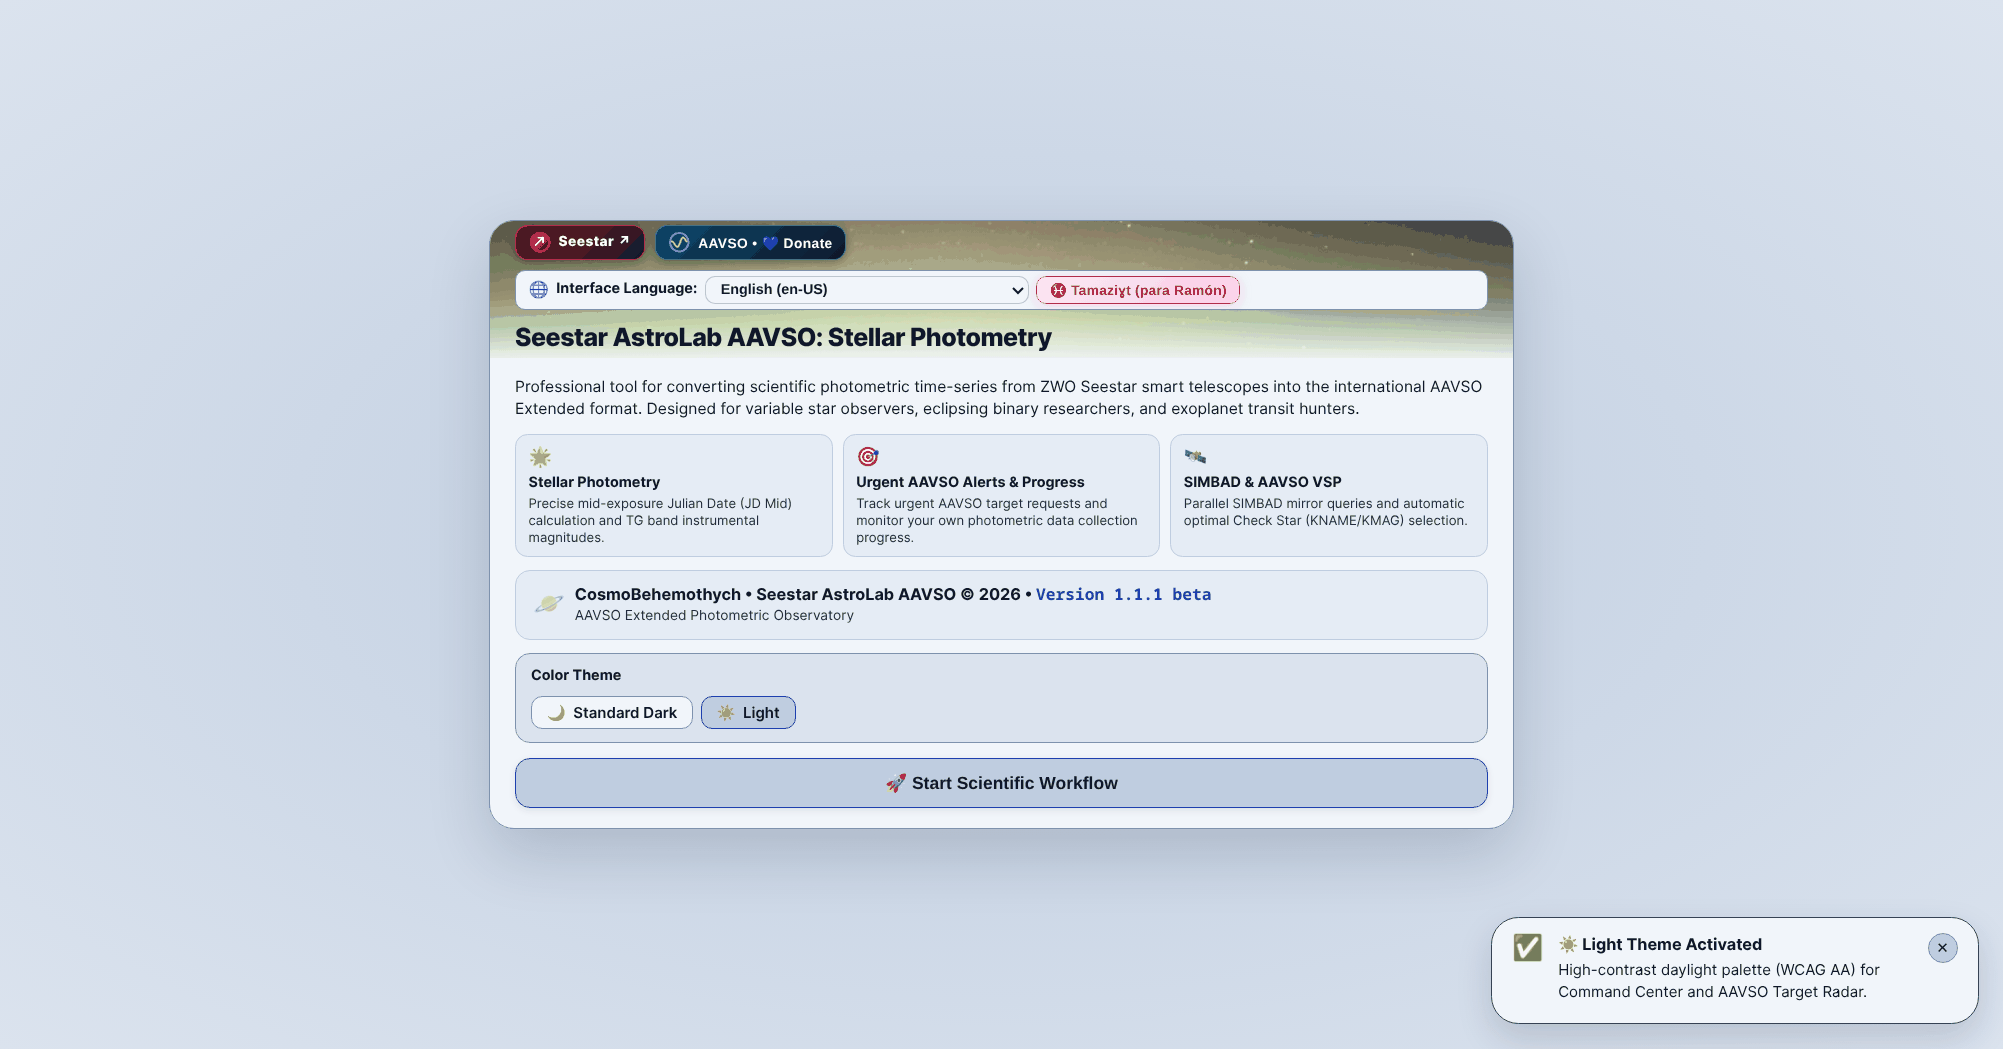 Seestar ↗
AAVSO • 💙 Donate
Interface Language:
English (en-US)
Tamaziɣt (para Ramón)
Seestar AstroLab AAVSO: Stellar Photometry
Professional tool for converting scientific photometric time-series from ZWO Seestar smart telescopes into the international AAVSO
Extended format. Designed for variable star observers, eclipsing binary researchers, and exoplanet transit hunters.
Stellar Photometry
Precise mid-exposure Julian Date (JD Mid)
calculation and TG band instrumental
magnitudes.
Urgent AAVSO Alerts & Progress
Track urgent AAVSO target requests and
monitor your own photometric data collection
progress.
SIMBAD & AAVSO VSP
Parallel SIMBAD mirror queries and automatic
optimal Check Star (KNAME/KMAG) selection.
CosmoBehemothych • Seestar AstroLab AAVSO © 2026 • Version 1.1.1 beta
AAVSO Extended Photometric Observatory
Color Theme
🌙 Standard Dark
☀️ Light
🚀 Start Scientific Workflow
☀️ Light Theme Activated
High-contrast daylight palette (WCAG AA) for
Command Center and AAVSO Target Radar.